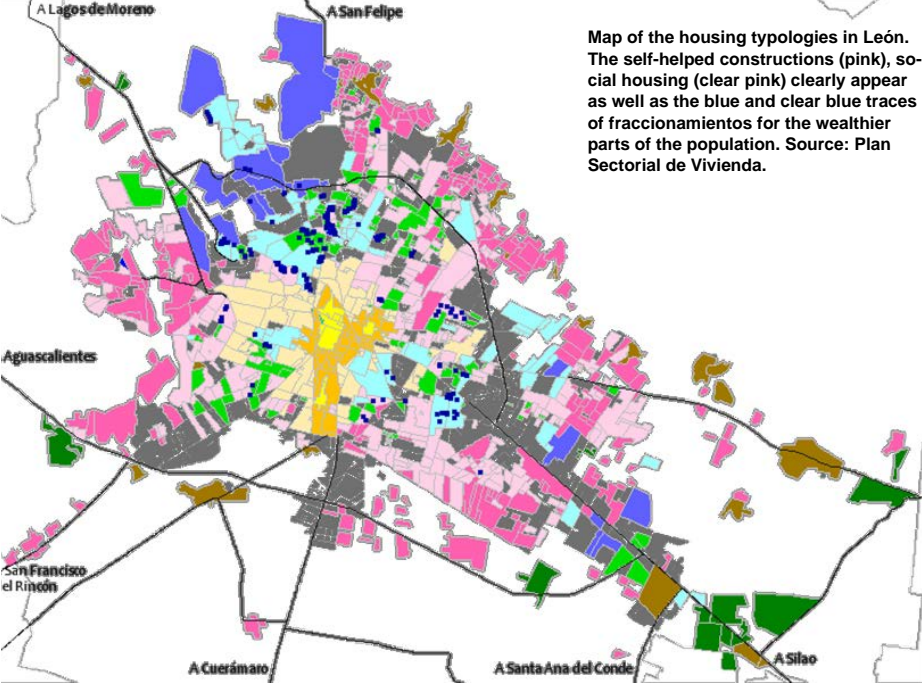 A Lagos de Moreno
A San Felipe
Map of the housing typologies in León.
The self-helped constructions (pink), so-
cial housing (clear pink) clearly appear
as well as the blue and clear blue traces
of fraccionamientos for the wealthier
parts of the population. Source: Plan
Sectorial de Vivienda.
Aguascalientes
San Francisco
el Rincón
A Cuerámaro
A Santa Ana del Conde
A Silao